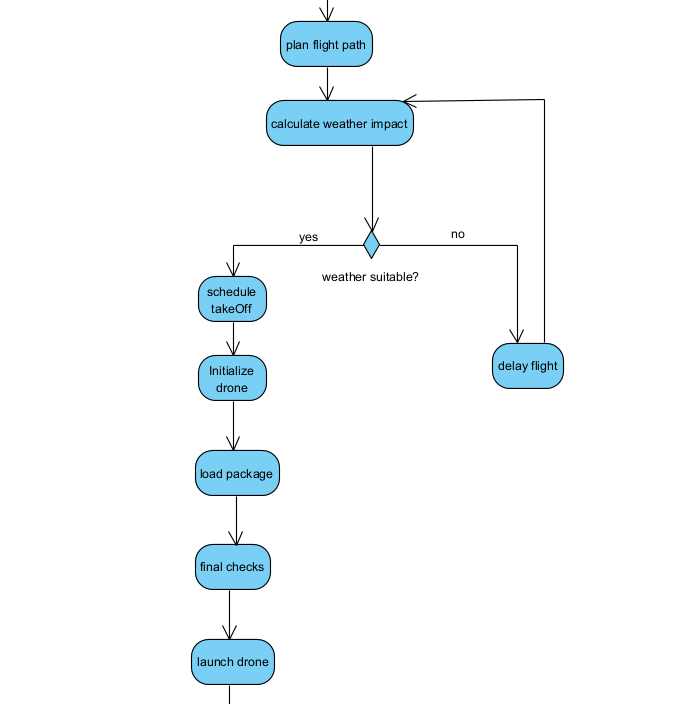 plan flight path
calculate weather impact
yes
no
weather suitable?
schedule
takeOff
delay flight
Initialize
drone
load package
final checks
launch drone